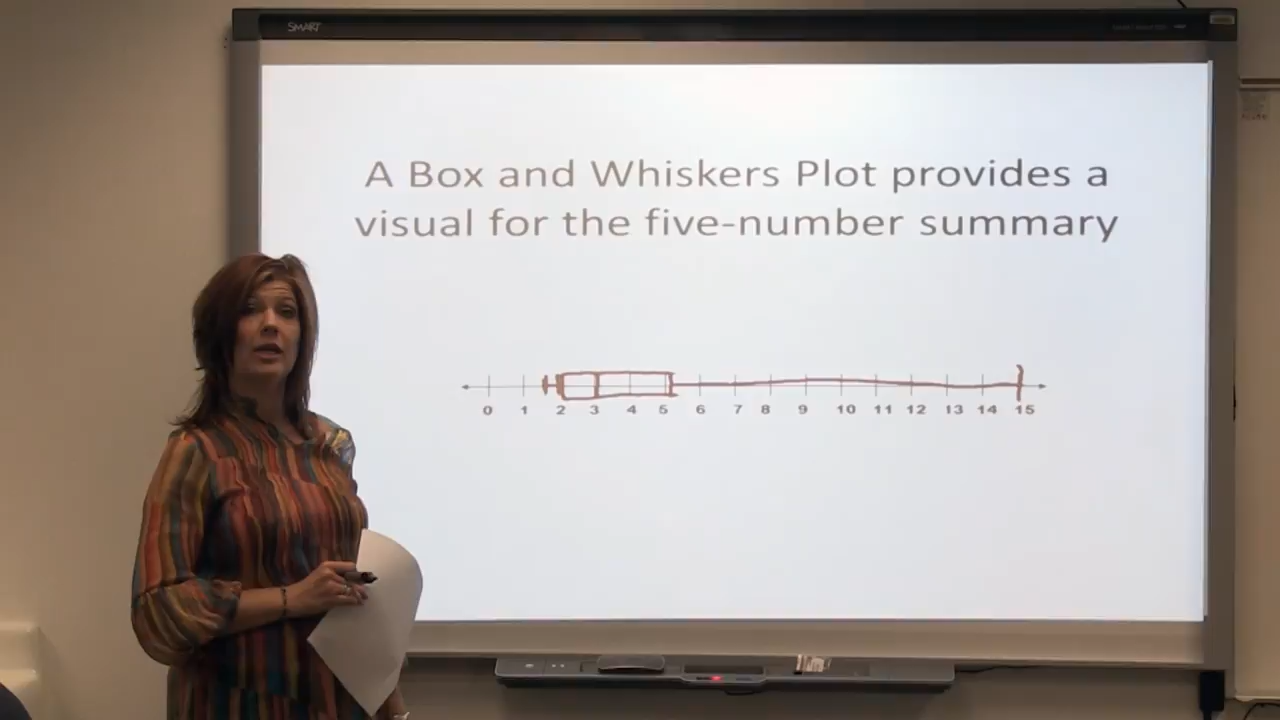 SMART
A Box and Whiskers Plot provides a
visual for the five-number summary
0 1 2 3 4 5 6 7 8 9 10 11 12 13 14 15